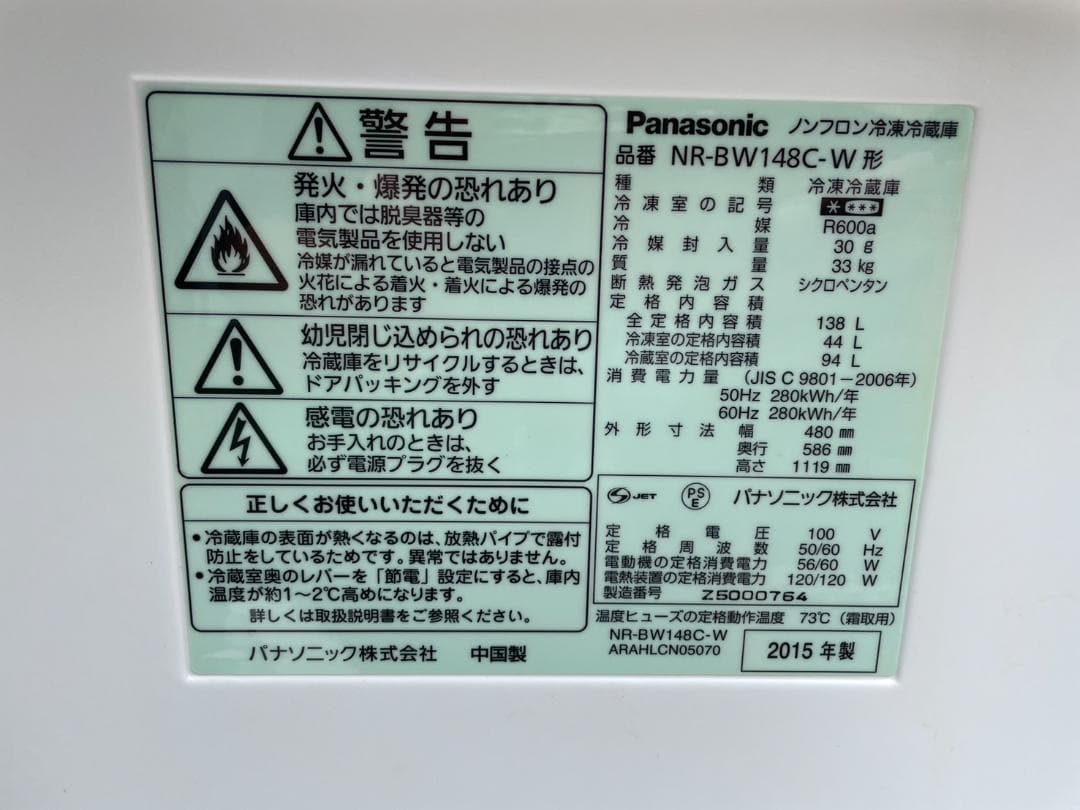 警告
発火・爆発の恐れあり
庫内では脱臭器等の
電気製品を使用しない
冷媒が漏れていると電気製品の接点の
火花による着火・着火による爆発の
恐れがあります
幼児閉じ込められの恐れあり
冷蔵庫をリサイクルするときは、
ドアパッキングを外す
感電の恐れあり
お手入れのときは、
必ず電源プラグを抜く
正しくお使いいただくために
•冷蔵庫の表面が熱くなるのは、放熱パイプで露付
防止をしているためです。異常ではありません。
•冷蔵室奥のレバーを「節電」設定にすると、庫内
温度が約1〜2℃高めになります。
詳しくは取扱説明書をご参照ください。
パナソニック株式会社 中国製
Panasonic ノンフロン冷凍冷蔵庫
品番 NR-BW148C-W 形
種類 冷凍冷蔵庫
冷凍室の記号 * ***
冷媒 R600a
冷媒封入量 30 g
質量 33 kg
断熱発泡ガス シクロペンタン
定格内容積
全定格内容積 138 L
冷凍室の定格内容積 44 L
冷蔵室の定格内容積 94 L
消費電力量 (JIS C 9801-2006年)
50Hz 280kWh/年
60Hz 280kWh/年
外形寸法 幅 480 mm
奥行 586 mm
高さ 1119 mm
JET PS E パナソニック株式会社
定格電圧 100 V
定格周波数 50/60 Hz
電動機の定格消費電力 56/60 W
電熱装置の定格消費電力 120/120 W
製造番号 Z5000764
温度ヒューズの定格動作温度 73℃ (霜取用)
NR-BW148C-W
ARAHLCN05070
2015 年製